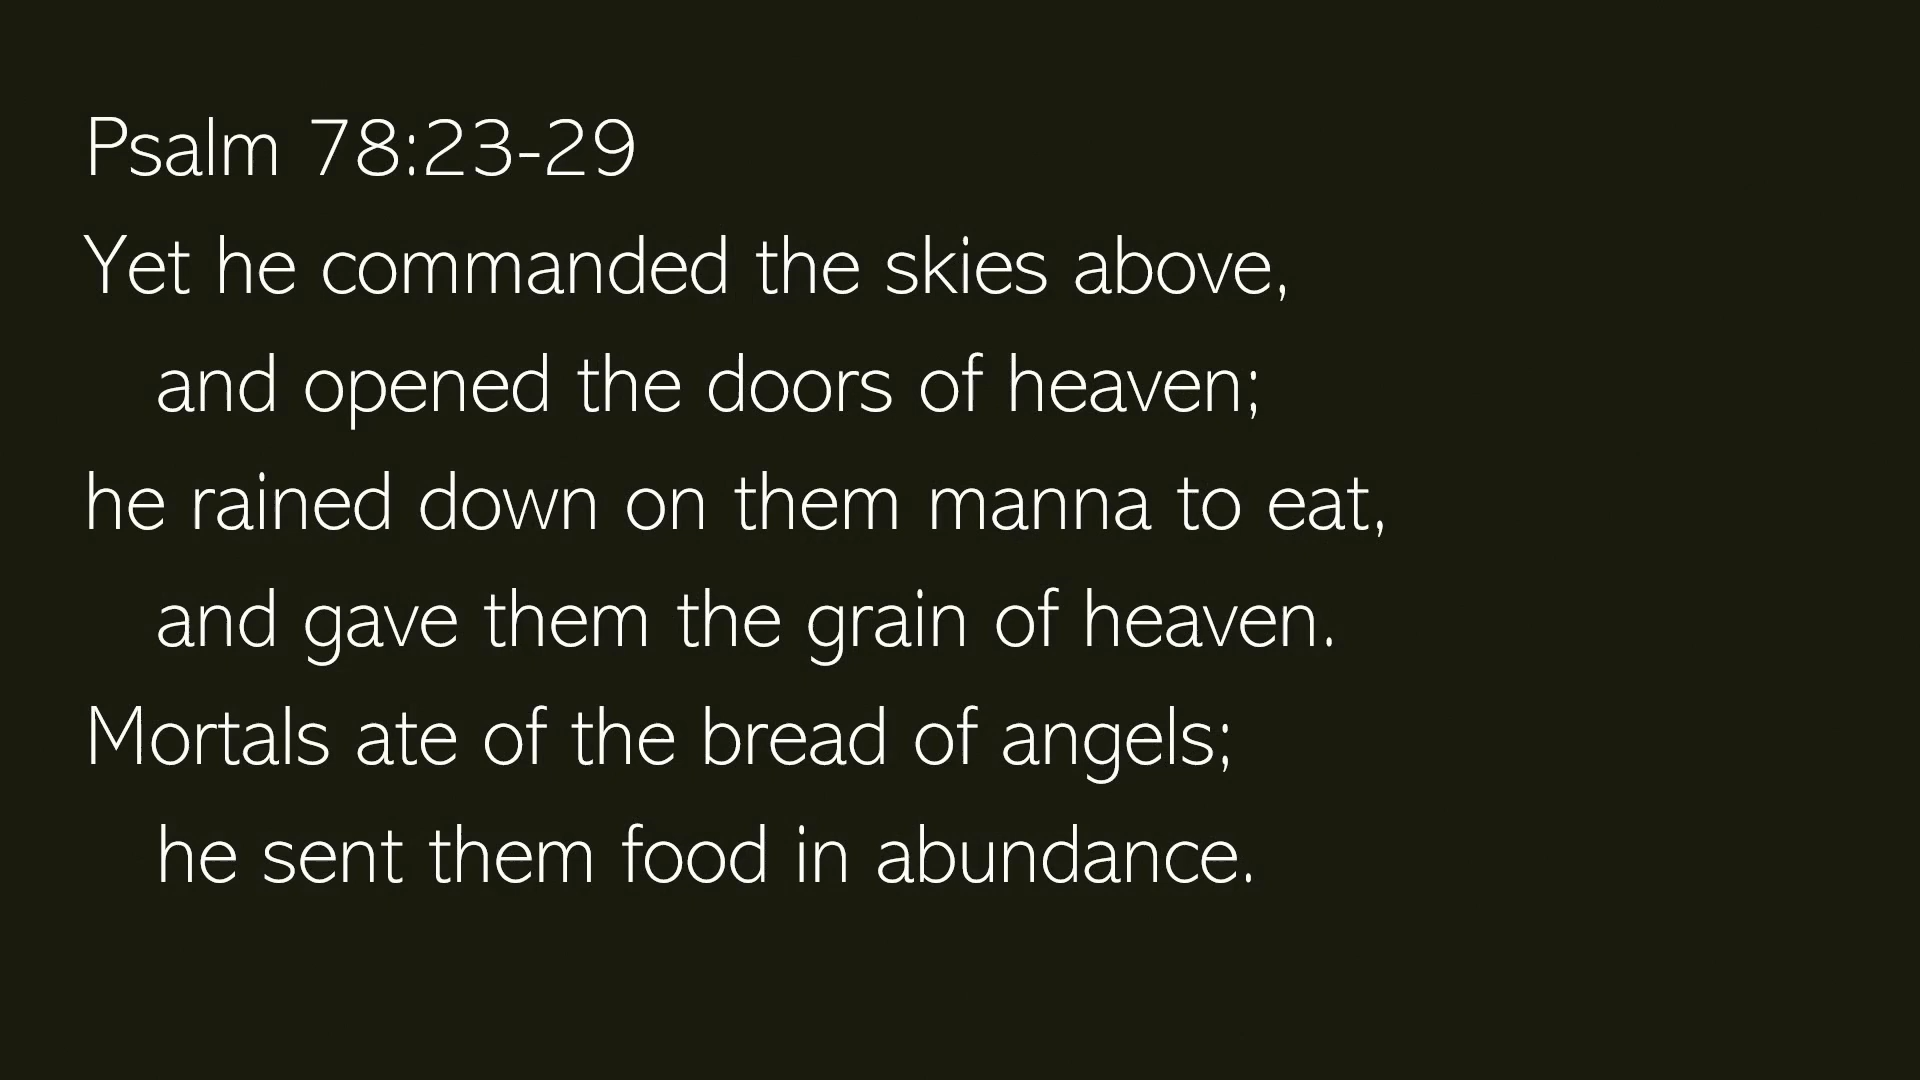 Psalm 78:23-29
Yet he commanded the skies above,
and opened the doors of heaven;
he rained down on them manna to eat,
and gave them the grain of heaven.
Mortals ate of the bread of angels;
he sent them food in abundance.